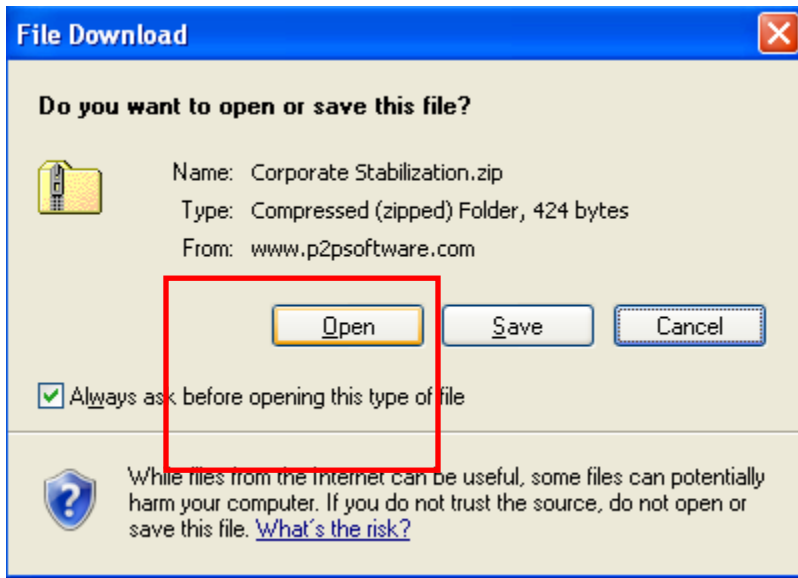 File Download
Do you want to open or save this file?
Name: Corporate Stabilization.zip
Type: Compressed (zipped) Folder, 424 bytes
From: www.p2psoftware.com
Open Save Cancel
Always ask before opening this type of file
While files from the Internet can be useful, some files can potentially
harm your computer. If you do not trust the source, do not open or
save this file. What's the risk?